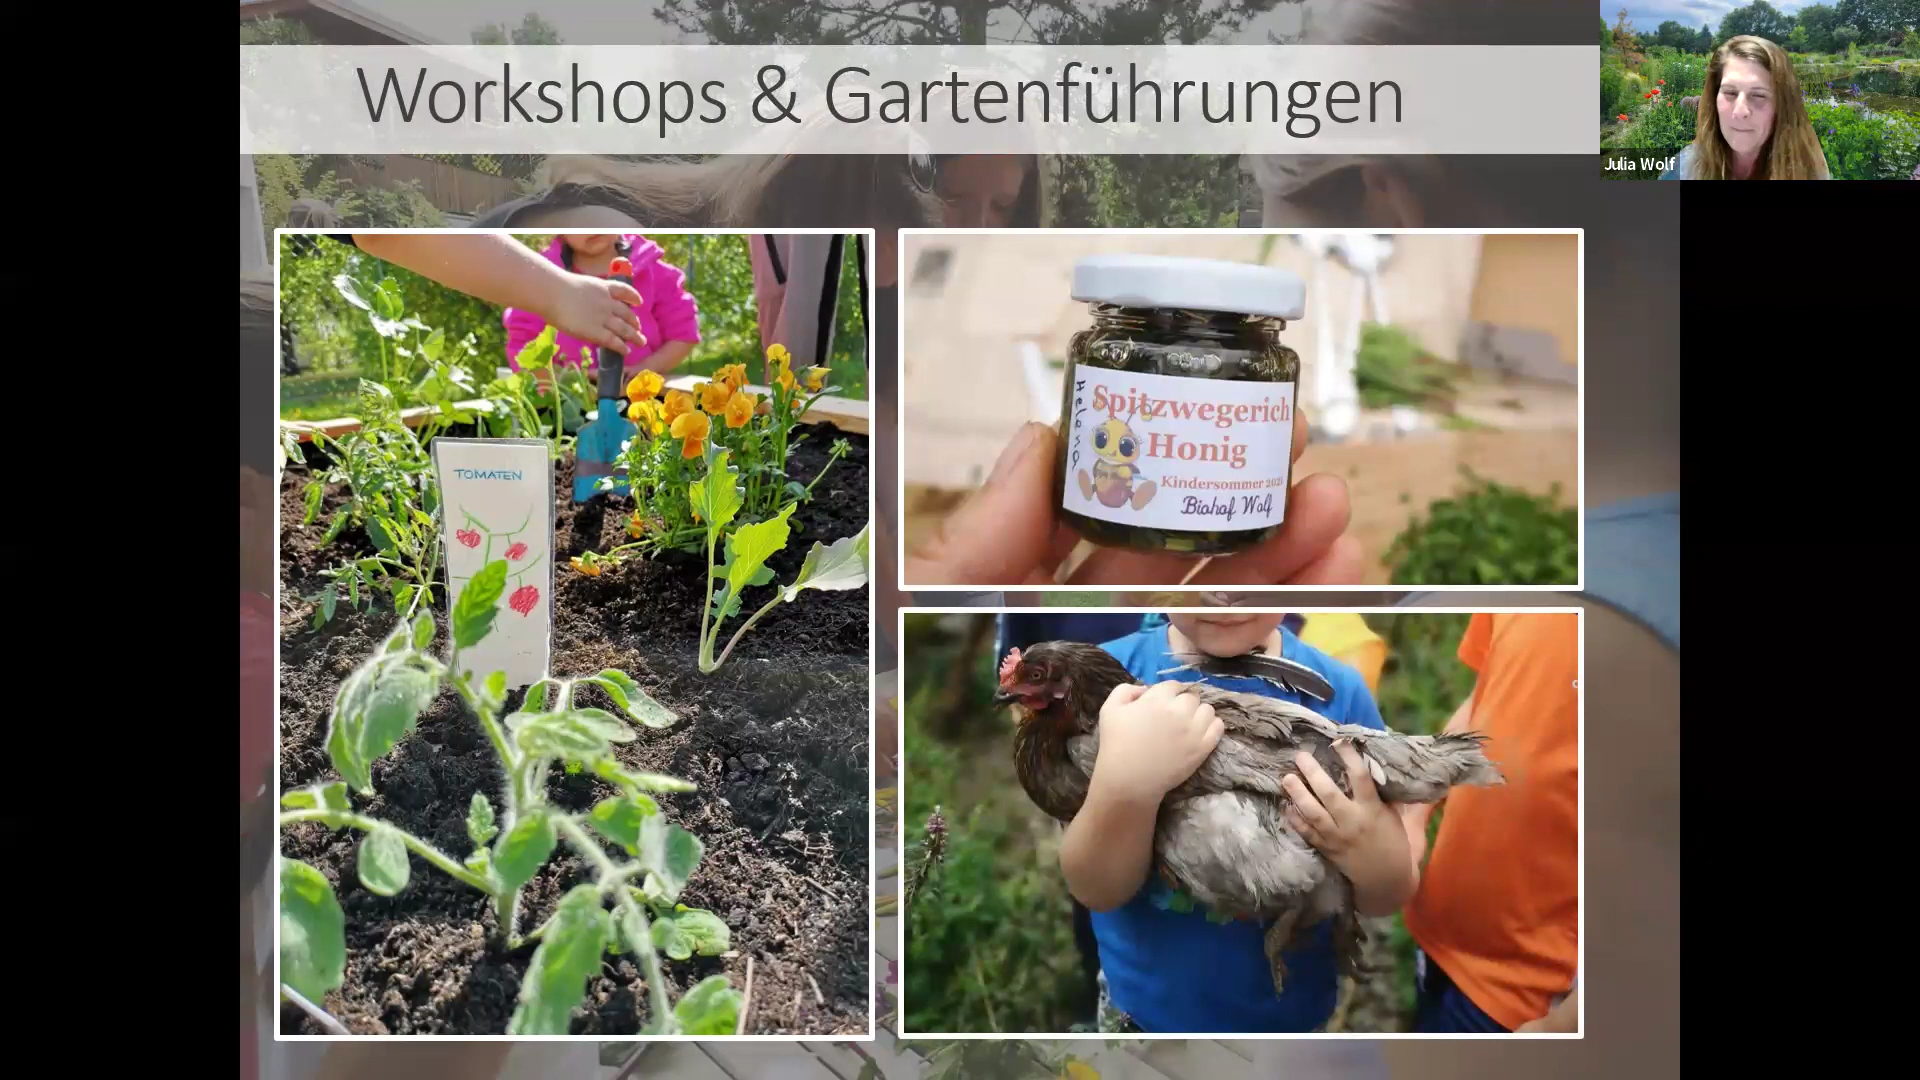 Workshops & Gartenführungen
Julia Wolf
TOMATEN
Helena
Spitzwegerich
Honig
Kindersommer 2021
Biohof Wolf